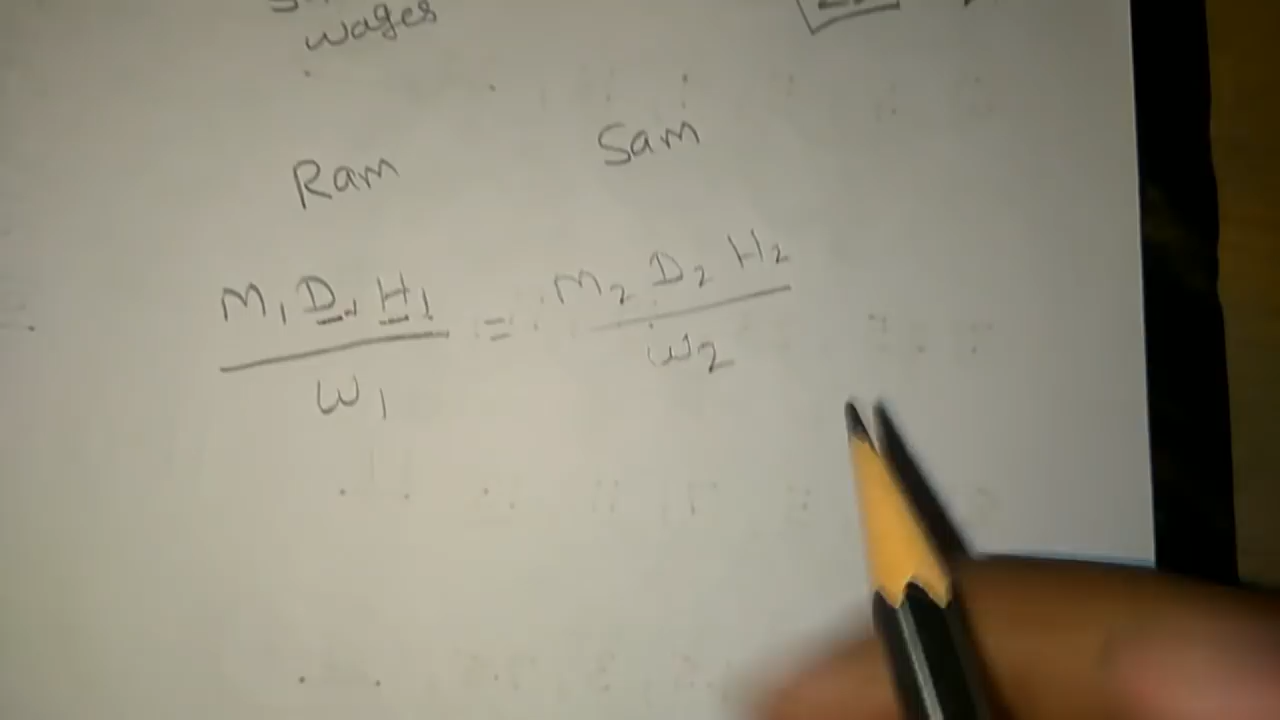 wages
Ram Sam
M₁ D₁ H₁ / W₁ = M₂ D₂ H₂ / W₂